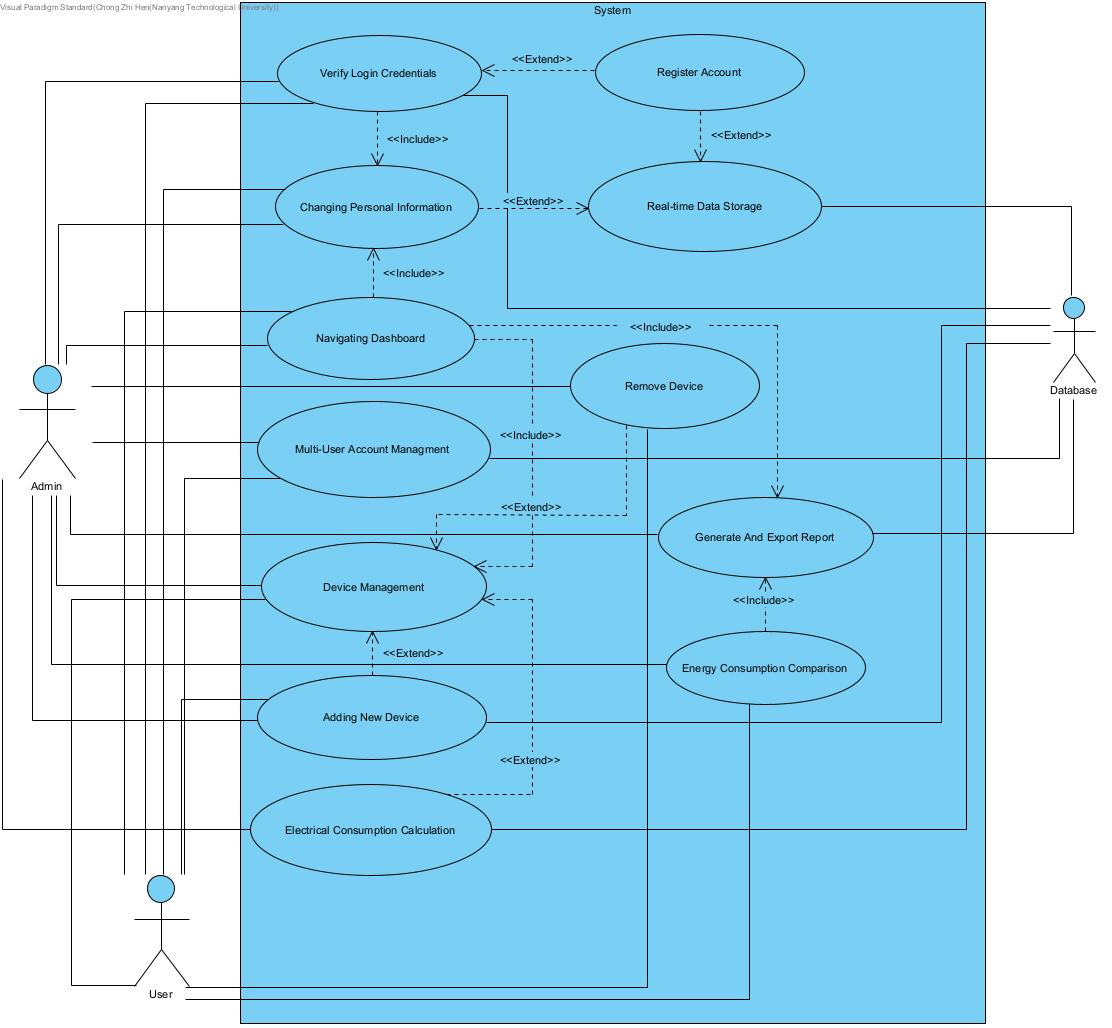 Visual Paradigm Standard(Chong Zhi Hen(Nanyang Technological University))
System
Verify Login Credentials
<<Extend>>
Register Account
<<Include>>
<<Extend>>
Changing Personal Information
<<Extend>>
Real-time Data Storage
<<Include>>
Navigating Dashboard
<<Include>>
Remove Device
Database
Multi-User Account Managment
<<Include>>
Admin
<<Extend>>
Generate And Export Report
Device Management
<<Include>>
<<Extend>>
Energy Consumption Comparison
Adding New Device
<<Extend>>
Electrical Consumption Calculation
User